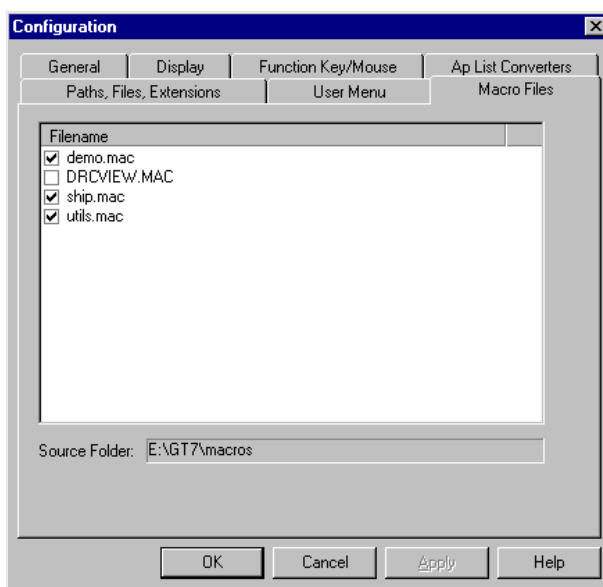 Configuration
General Display Function Key/Mouse Ap List Converters
Paths, Files, Extensions User Menu Macro Files
Filename
demo.mac
DRCVIEW.MAC
ship.mac
utils.mac
Source Folder: E:\GT7\macros
OK Cancel Apply Help